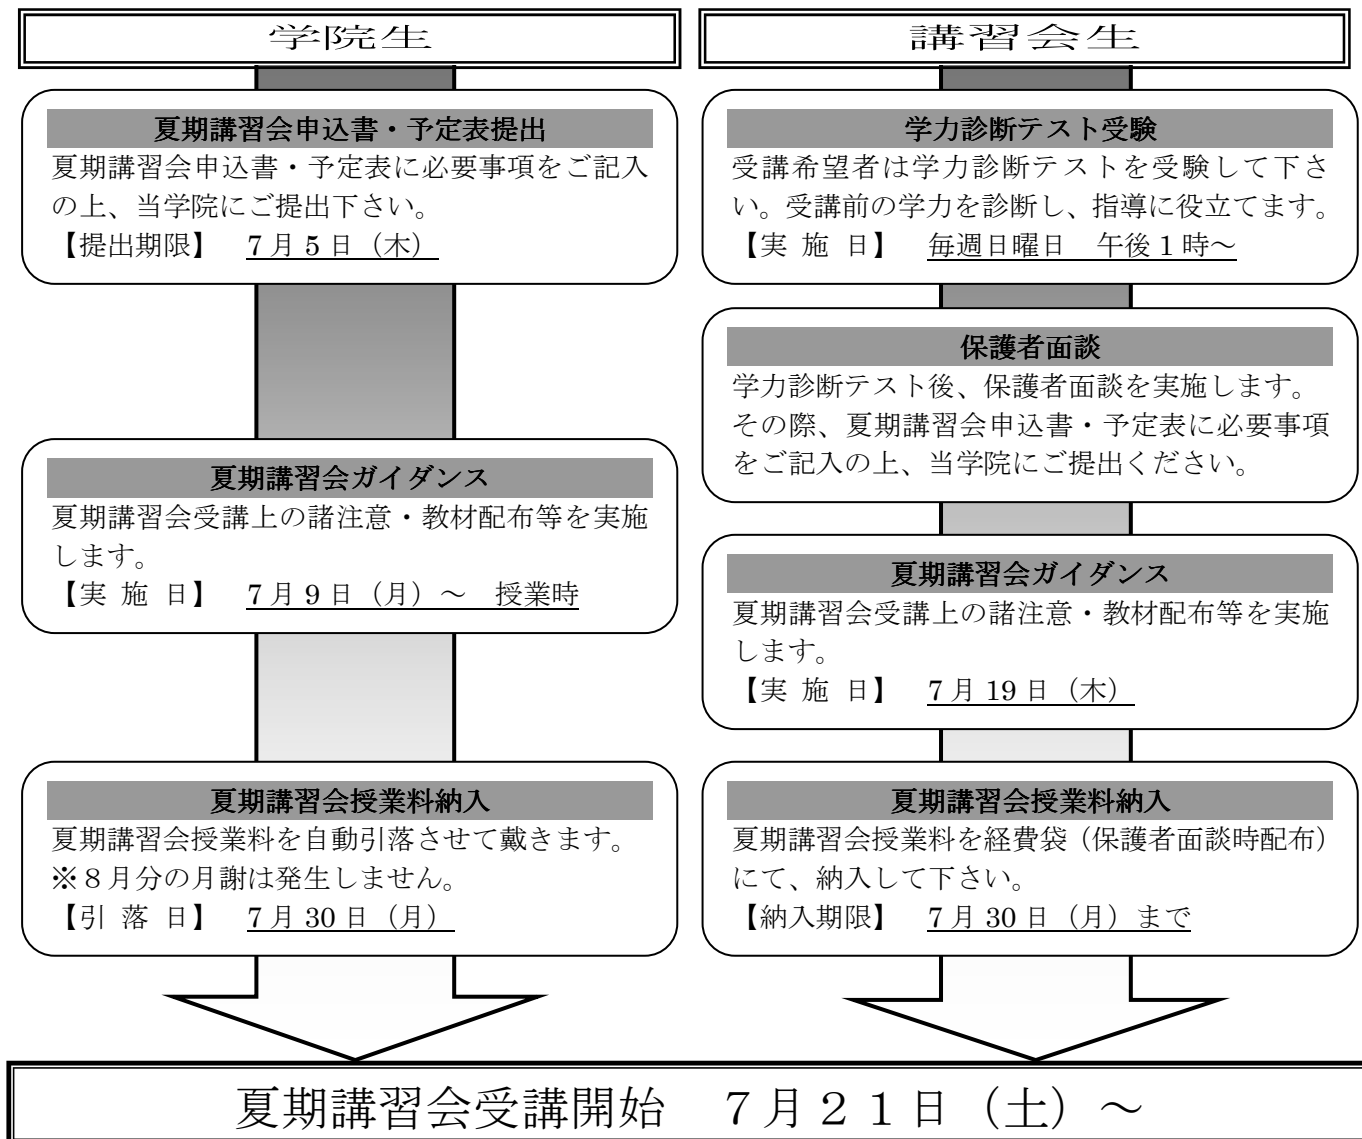 学院生
夏期講習会申込書・予定表提出
夏期講習会申込書・予定表に必要事項をご記入
の上、当学院にご提出下さい。
【提出期限】　7月5日（木）
夏期講習会ガイダンス
夏期講習会受講上の諸注意・教材配布等を実施
します。
【実 施 日】　7月9日（月）～　授業時
夏期講習会授業料納入
夏期講習会授業料を自動引落させて戴きます。
※８月分の月謝は発生しません。
【引 落 日】　7月30日（月）
講習会生
学力診断テスト受験
受講希望者は学力診断テストを受験して下さ
い。受講前の学力を診断し、指導に役立てます。
【実 施 日】　毎週日曜日　午後1時～
保護者面談
学力診断テスト後、保護者面談を実施します。
その際、夏期講習会申込書・予定表に必要事項
をご記入の上、当学院にご提出ください。
夏期講習会ガイダンス
夏期講習会受講上の諸注意・教材配布等を実施
します。
【実 施 日】　7月19日（木）
夏期講習会授業料納入
夏期講習会授業料を経費袋（保護者面談時配布）
にて、納入して下さい。
【納入期限】　7月30日（月）まで
夏期講習会受講開始　７月２１日（土）～